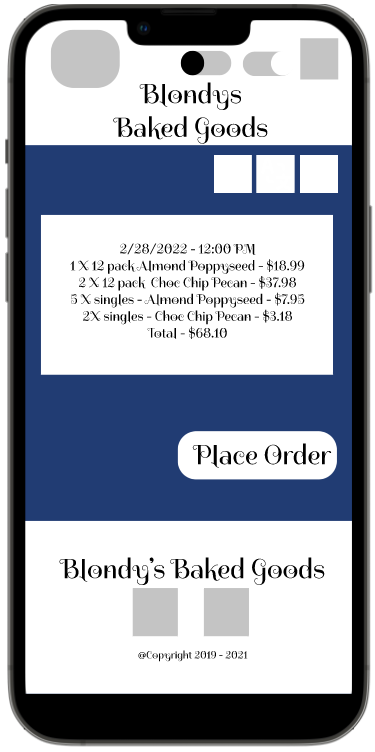 Blondys
Baked Goods
2/28/2022 - 12:00 PM
1 X 12 pack Almond Poppyseed - $18.99
2 X 12 pack Choc Chip Pecan - $37.98
5 X singles - Almond Poppyseed - $7.95
2X singles - Choc Chip Pecan - $3.18
Total - $68.10
Place Order
Blondy's Baked Goods
@Copyright 2019 - 2021